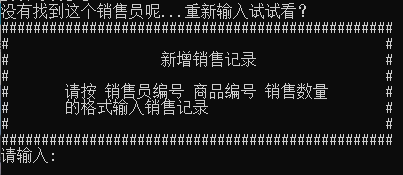 没有找到这个销售员呢...重新输入试试看?
#################################################
# #
# 新增销售记录 #
# #
# 请按 销售员编号 商品编号 销售数量 #
# 的格式输入销售记录 #
# #
#################################################
请输入: